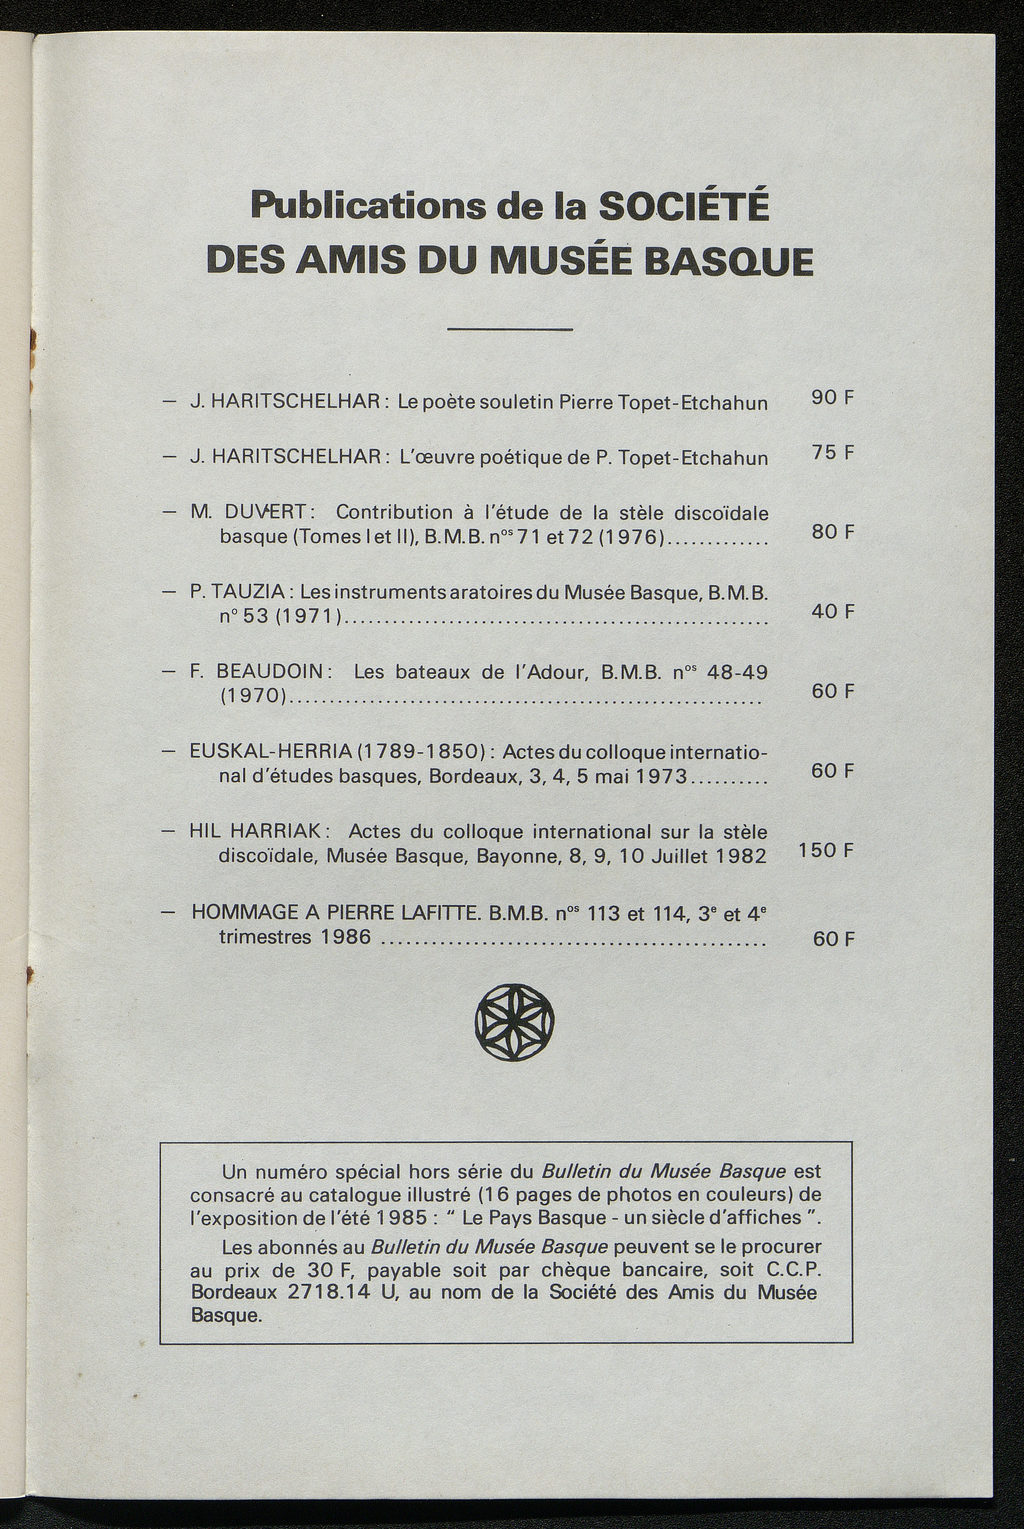 Publications de la SOCIÉTÉ
DES AMIS DU MUSÉE BASQUE
— J. HARITSCHELHAR : Le poète souletin Pierre Topet-Etchahun 90 F
— J. HARITSCHELHAR : L'œuvre poétique de P. Topet-Etchahun 75 F
— M. DUVERT : Contribution à l'étude de la stèle discoïdale
basque (Tomes I et II), B.M.B. nos 71 et 72 (1976)............. 80 F
— P. TAUZIA : Les instruments aratoires du Musée Basque, B.M.B.
n° 53 (1971)..................................................... 40 F
— F. BEAUDOIN : Les bateaux de l'Adour, B.M.B. nos 48-49
(1970)........................................................... 60 F
— EUSKAL-HERRIA (1789-1850) : Actes du colloque internatio-
nal d'études basques, Bordeaux, 3, 4, 5 mai 1973.......... 60 F
— HIL HARRIAK : Actes du colloque international sur la stèle
discoïdale, Musée Basque, Bayonne, 8, 9, 10 Juillet 1982 150 F
— HOMMAGE A PIERRE LAFITTE. B.M.B. nos 113 et 114, 3e et 4e
trimestres 1986 .............................................. 60 F
Un numéro spécial hors série du Bulletin du Musée Basque est
consacré au catalogue illustré (16 pages de photos en couleurs) de
l'exposition de l'été 1985 : " Le Pays Basque - un siècle d'affiches ".
Les abonnés au Bulletin du Musée Basque peuvent se le procurer
au prix de 30 F, payable soit par chèque bancaire, soit C.C.P.
Bordeaux 2718.14 U, au nom de la Société des Amis du Musée
Basque.